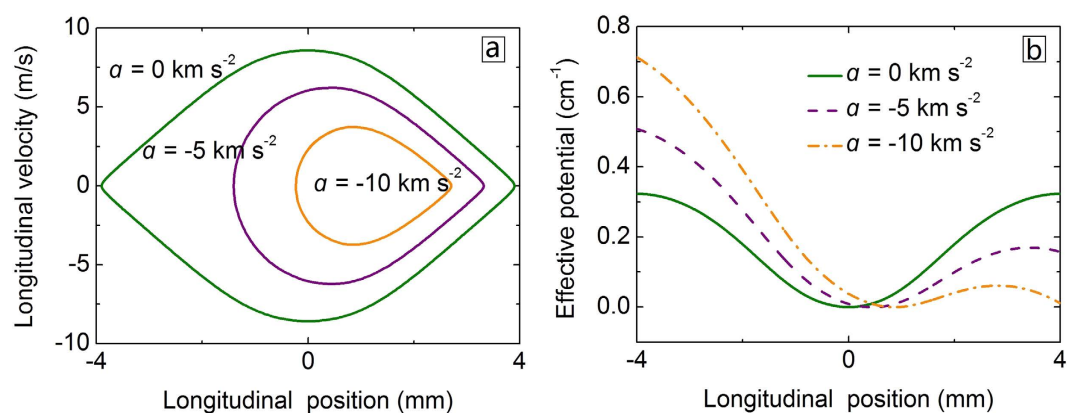 a
Longitudinal velocity (m/s)
10
5
0
-5
-10
ɑ = 0 km s⁻²
ɑ = -5 km s⁻²
ɑ = -10 km s⁻²
-4
0
4
Longitudinal position (mm)
b
Effective potential (cm⁻¹)
0.8
0.6
0.4
0.2
0.0
ɑ = 0 km s⁻²
ɑ = -5 km s⁻²
ɑ = -10 km s⁻²
-4
0
4
Longitudinal position (mm)